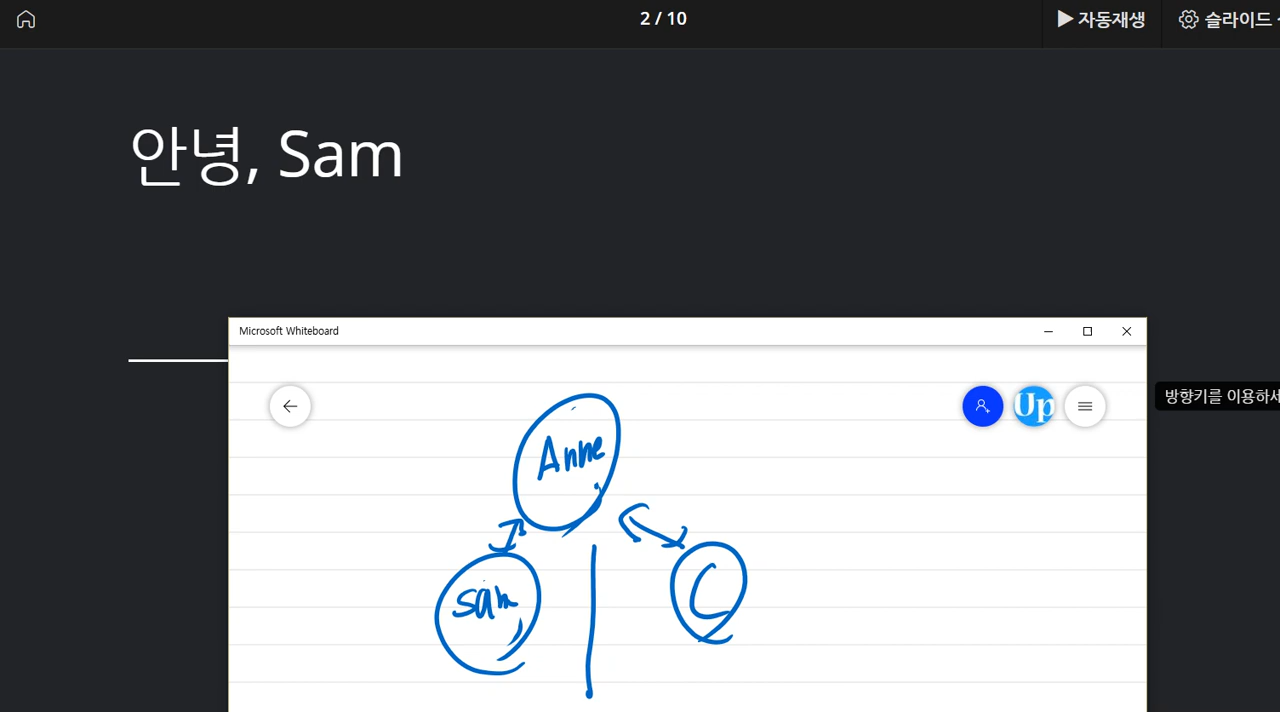 2 / 10
▶ 자동재생
슬라이드
안녕, Sam
Microsoft Whiteboard
Up
방향키를 이용하세
Anne
sam
C